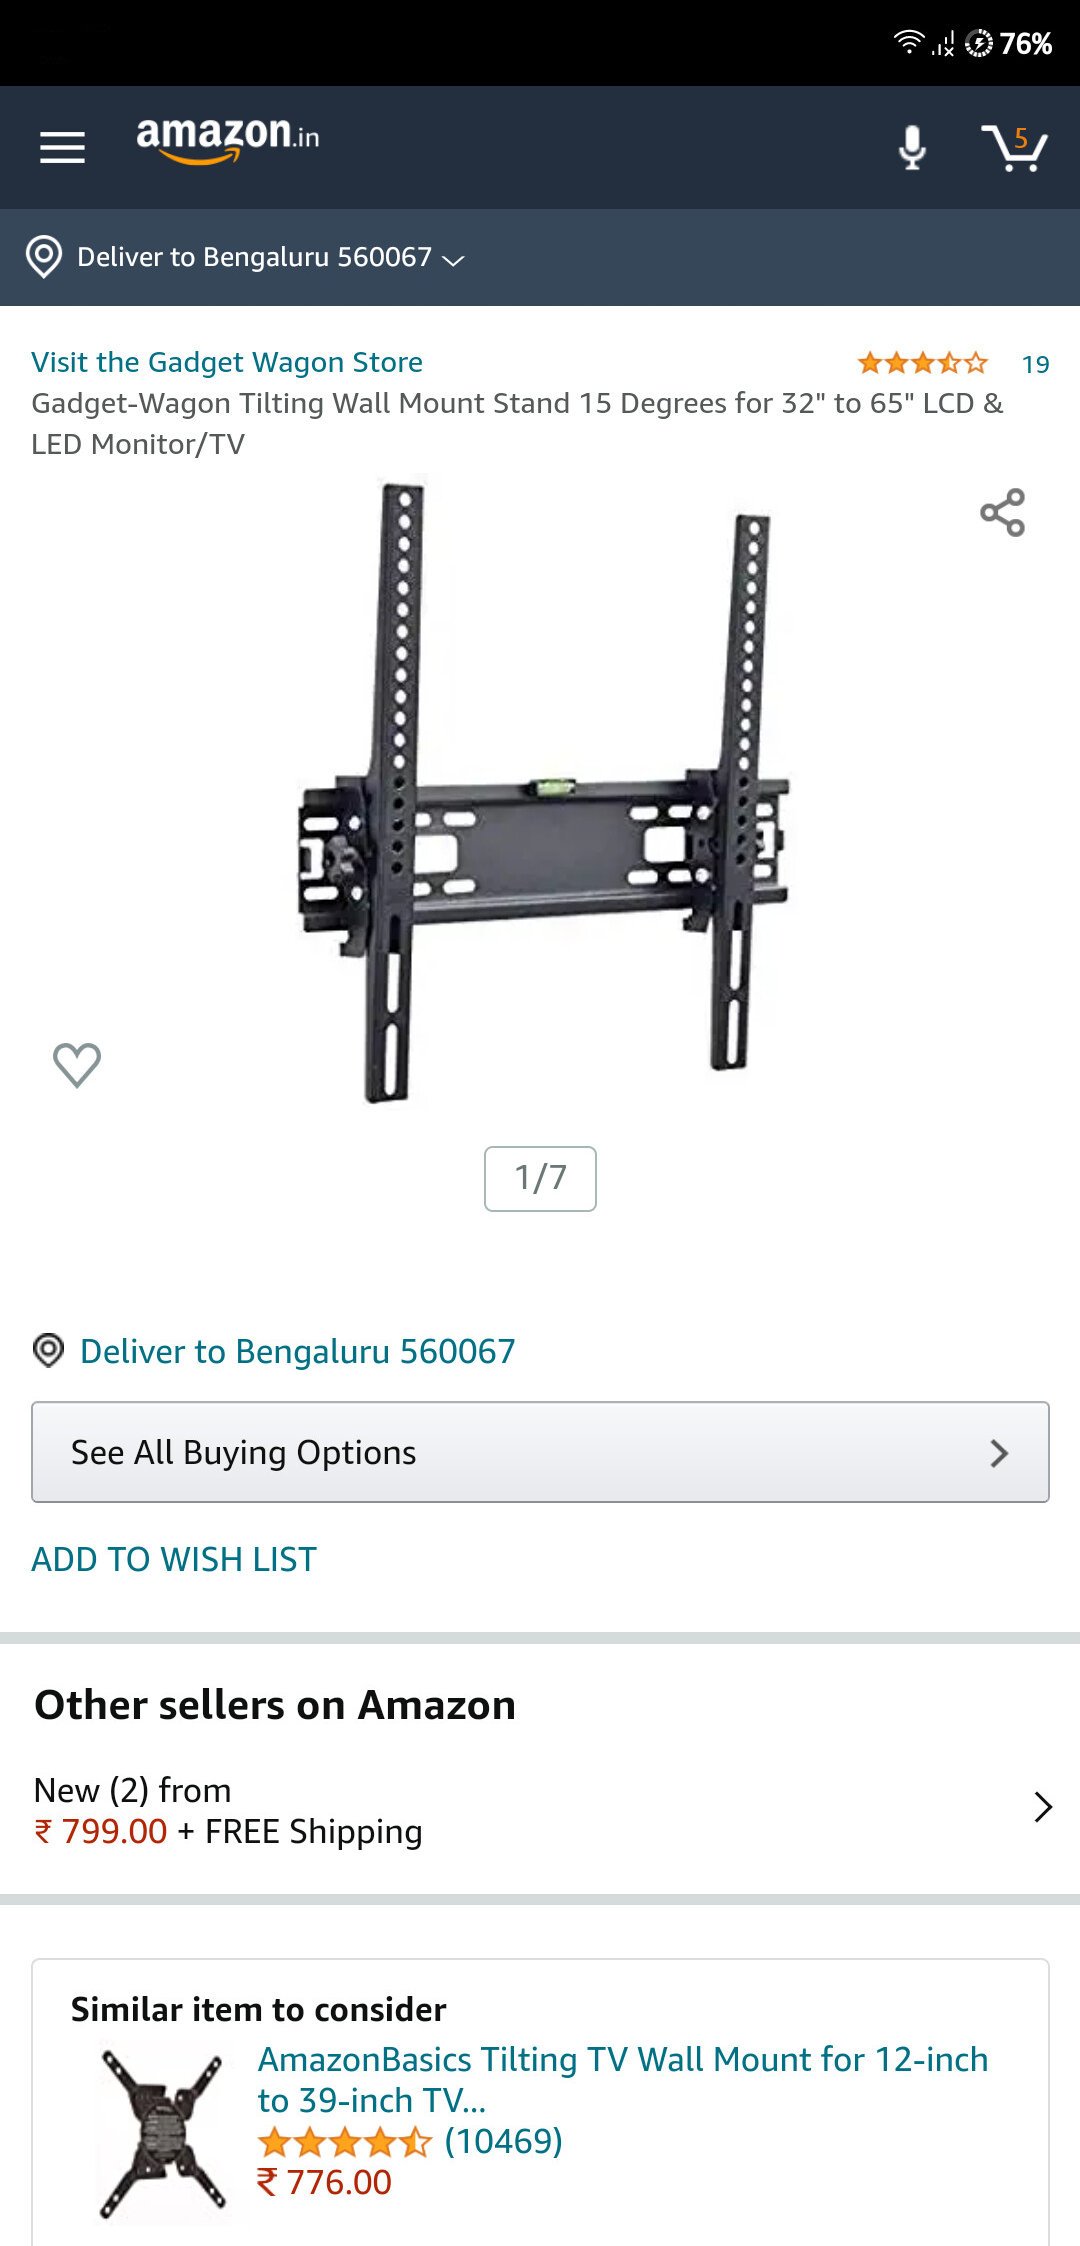 76%
amazon.in
5
Deliver to Bengaluru 560067
Visit the Gadget Wagon Store
19
Gadget-Wagon Tilting Wall Mount Stand 15 Degrees for 32" to 65" LCD &
LED Monitor/TV
1/7
Deliver to Bengaluru 560067
See All Buying Options
ADD TO WISH LIST
Other sellers on Amazon
New (2) from
₹ 799.00 + FREE Shipping
Similar item to consider
AmazonBasics Tilting TV Wall Mount for 12-inch
to 39-inch TV...
(10469)
₹ 776.00